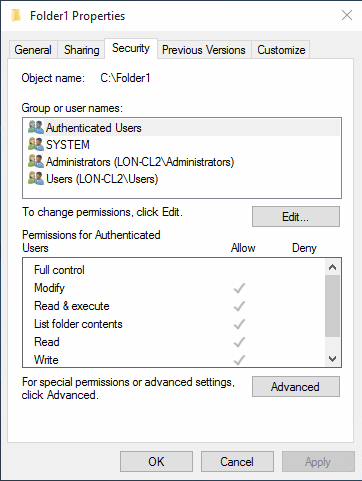 Folder1 Properties
General Sharing Security Previous Versions Customize
Object name: C:\Folder1
Group or user names:
Authenticated Users
SYSTEM
Administrators (LON-CL2\Administrators)
Users (LON-CL2\Users)
To change permissions, click Edit. Edit...
Permissions for Authenticated
Users Allow Deny
Full control
Modify
Read & execute
List folder contents
Read
Write
For special permissions or advanced settings,
click Advanced. Advanced
OK Cancel Apply